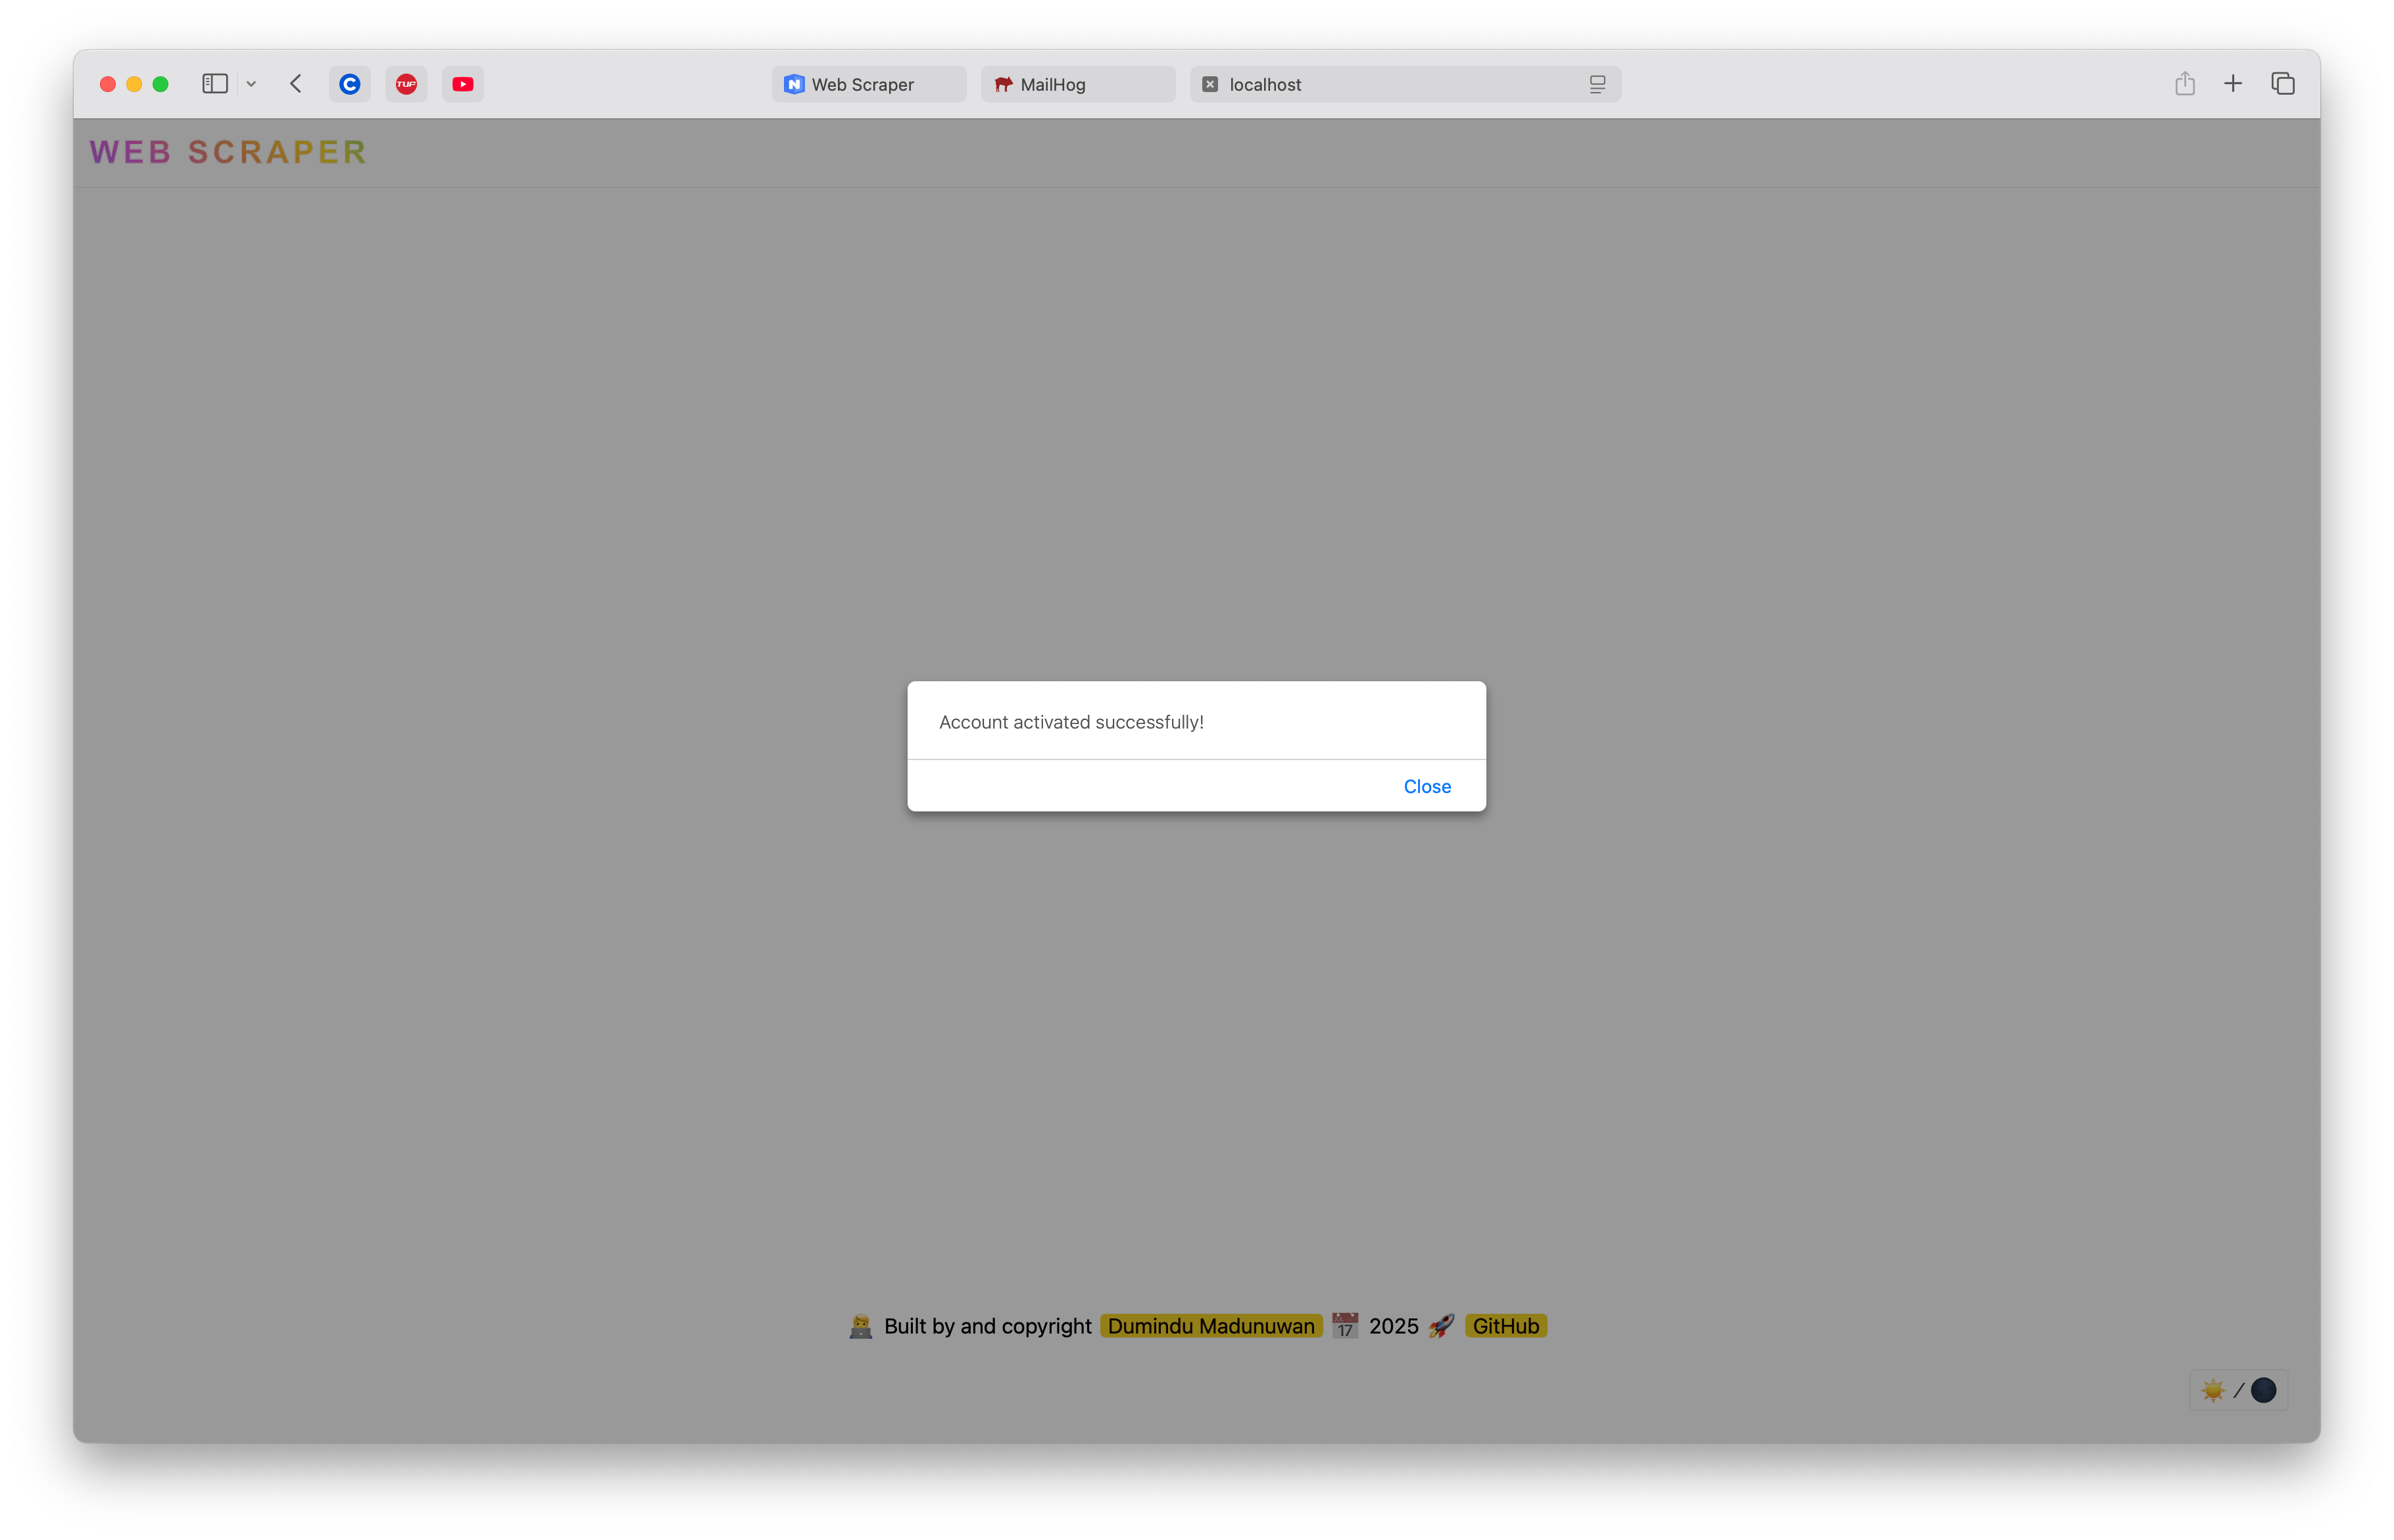 Web Scraper MailHog localhost
WEB SCRAPER
Account activated successfully!
Close
Built by and copyright Dumindu Madunuwan 17 2025 GitHub
/